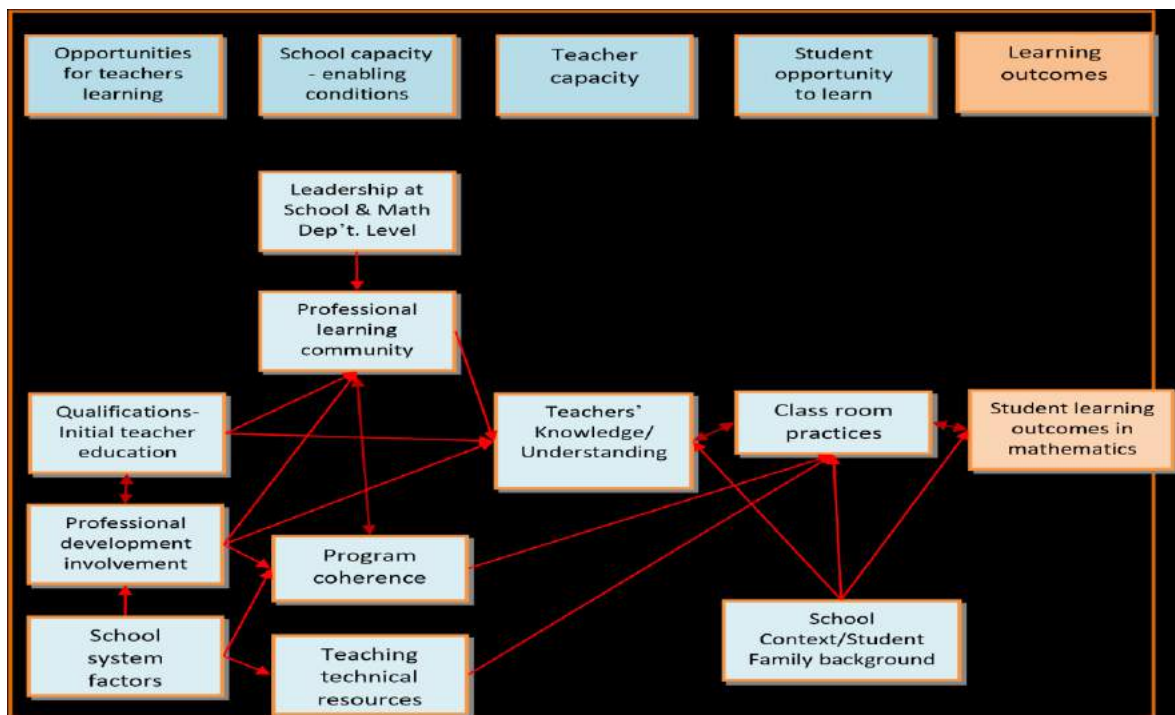 Opportunities
for teachers
learning
School capacity
- enabling
conditions
Teacher
capacity
Student
opportunity
to learn
Learning
outcomes
Leadership at
School & Math
Dep't. Level
Professional
learning
community
Qualifications-
Initial teacher
education
Teachers'
Knowledge/
Understanding
Class room
practices
Student learning
outcomes in
mathematics
Professional
development
involvement
Program
coherence
School
system
factors
Teaching
technical
resources
School
Context/Student
Family background